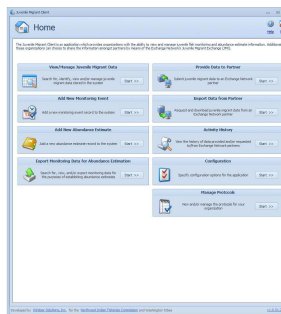 Juvenile Migrant Client
Home
Help
The Juvenile Migrant Client is an application which provides organizations with the ability to view and manage juvenile fish monitoring and abundance estimate information. Additionally
these organizations can choose to share the information amongst partners by means of the Exchange Network's Juvenile Migrant Exchange (JMX).
View/Manage Juvenile Migrant Data
Search for, identify, view and/or manage juvenile
migrant data stored in the system
Start >>
Add New Monitoring Event
Add a new monitoring event record to the system
Start >>
Add New Abundance Estimate
Add a new abundance estimate record to the system
Start >>
Export Monitoring Data for Abundance Estimation
Search for, view, and/or export monitoring data for
the purposes of establishing abundance estimates
Start >>
Provide Data to Partner
Submit juvenile migrant data to an Exchange Network
partner
Start >>
Import Data from Partner
Request and download juvenile migrant data from an
Exchange Network partner
Start >>
Activity History
View the history of data provided and/or requested
by/from Exchange Network partners
Start >>
Configuration
Specify configuration options for the application
Start >>
Manage Protocols
View and/or manage the protocols for your
organization
Start >>
Developed by
for the Northwest Indian Fisheries Commission and Washington tribes